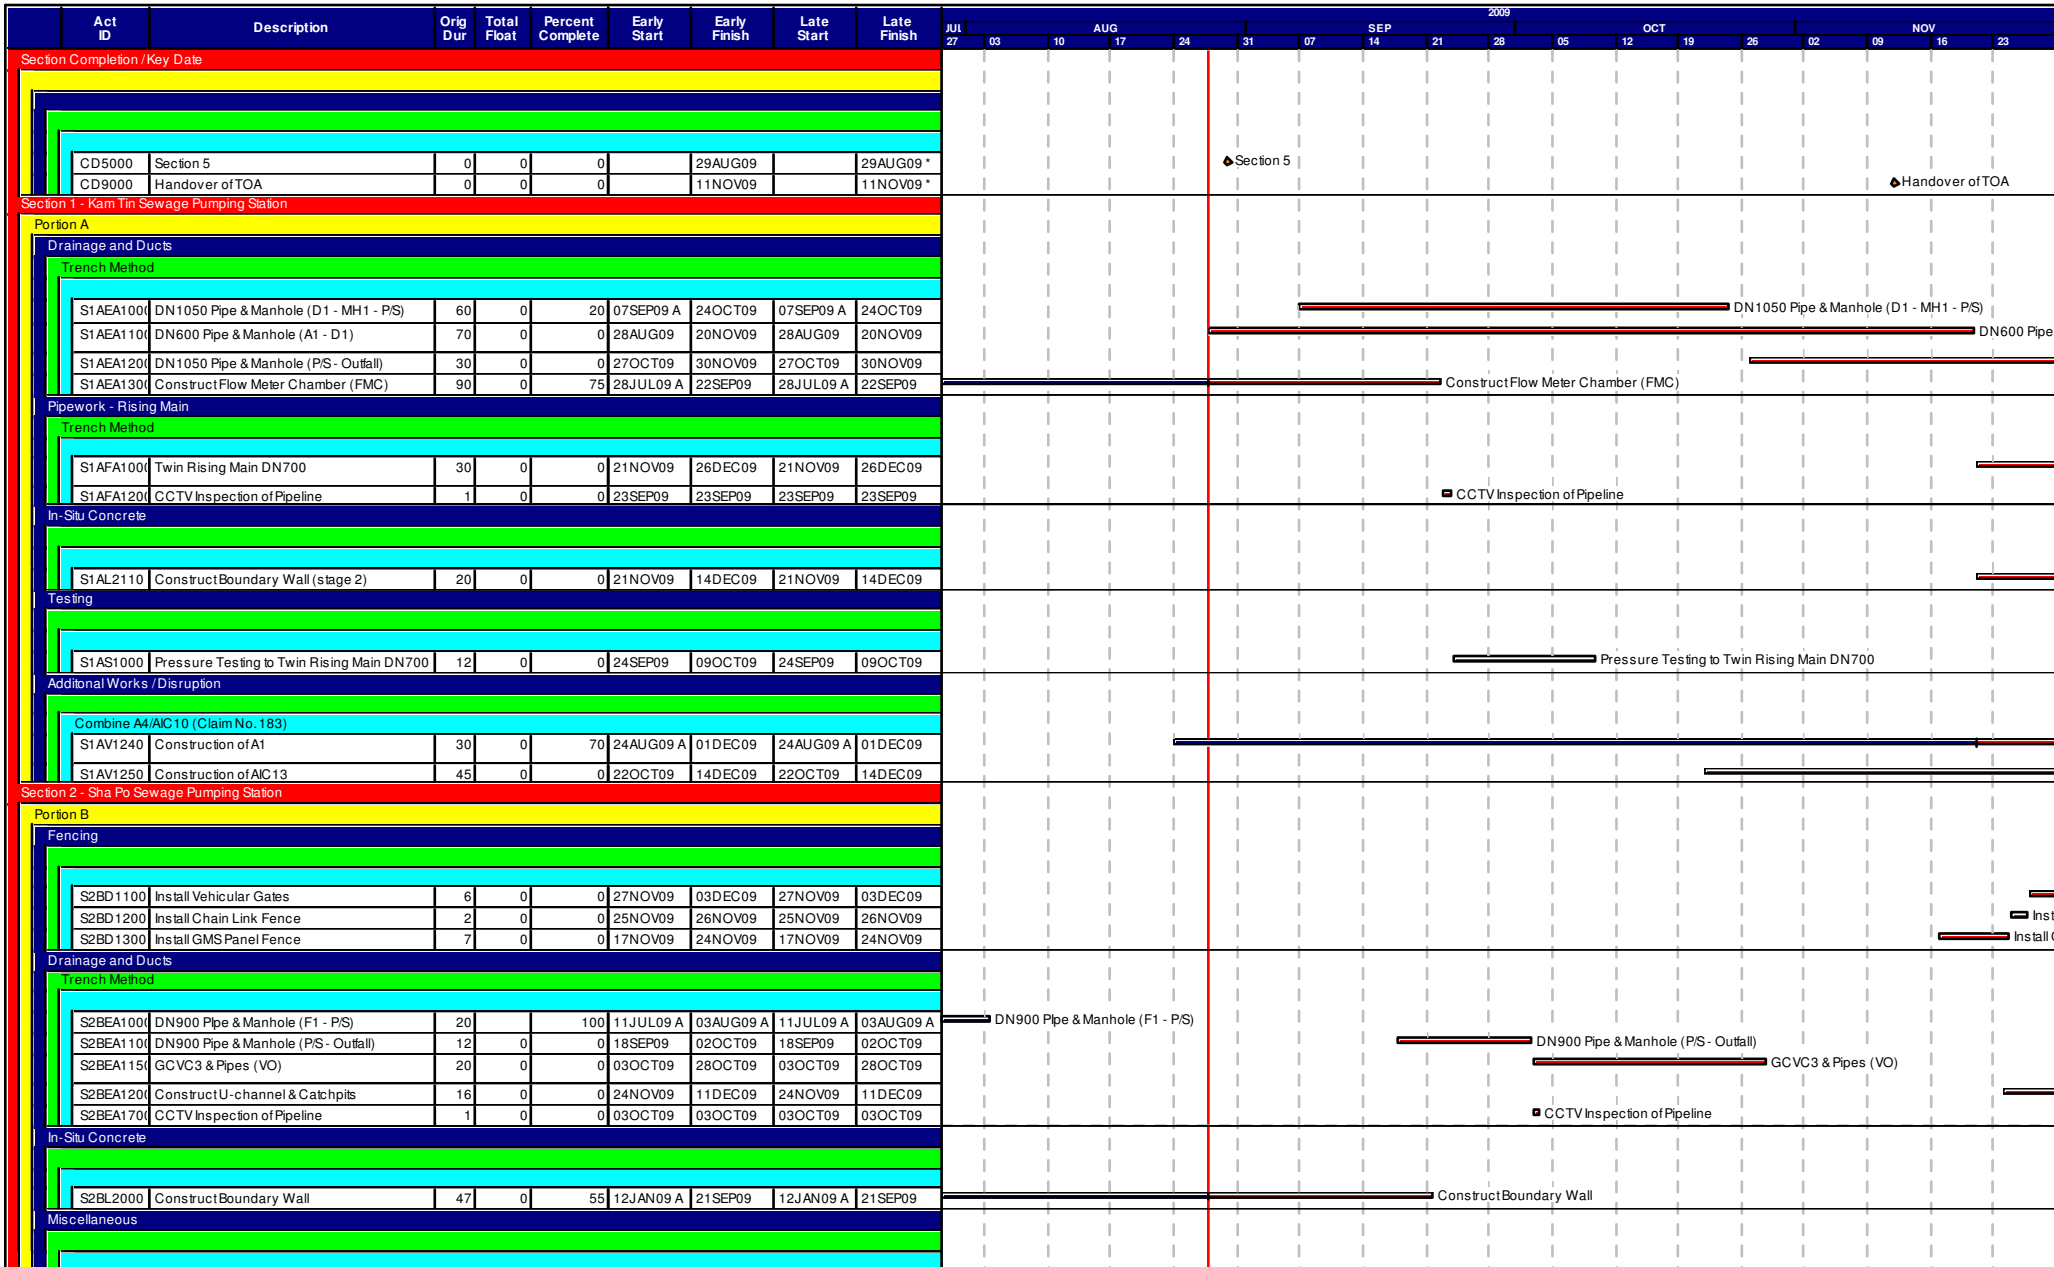 Act ID Description Orig Dur Total Float Percent Complete Early Start Early Finish Late Start Late Finish
2009
JUL AUG SEP OCT NOV
27 03 10 17 24 31 07 14 21 28 05 12 19 26 02 09 16 23
Section Completion / Key Date
CD5000 Section 5 0 0 0 29AUG09 29AUG09 * Section 5
CD9000 Handover of TOA 0 0 0 11NOV09 11NOV09 * Handover of TOA
Section 1 - Kam Tin Sewage Pumping Station
Portion A
Drainage and Ducts
Trench Method
S1AEA100 DN1050 Pipe & Manhole (D1 - MH1 - P/S) 60 0 20 07SEP09 A 24OCT09 07SEP09 A 24OCT09 DN1050 Pipe & Manhole (D1 - MH1 - P/S)
S1AEA110 DN600 Pipe & Manhole (A1 - D1) 70 0 0 28AUG09 20NOV09 28AUG09 20NOV09 DN600 Pipe
S1AEA120 DN1050 Pipe & Manhole (P/S - Outfall) 30 0 0 27OCT09 30NOV09 27OCT09 30NOV09
S1AEA130 Construct Flow Meter Chamber (FMC) 90 0 75 28JUL09 A 22SEP09 28JUL09 A 22SEP09 Construct Flow Meter Chamber (FMC)
Pipework - Rising Main
Trench Method
S1AFA100 Twin Rising Main DN700 30 0 0 21NOV09 26DEC09 21NOV09 26DEC09
S1AFA120 CCTV Inspection of Pipeline 1 0 0 23SEP09 23SEP09 23SEP09 23SEP09 CCTV Inspection of Pipeline
In-Situ Concrete
S1AL2110 Construct Boundary Wall (stage 2) 20 0 0 21NOV09 14DEC09 21NOV09 14DEC09
Testing
S1AS1000 Pressure Testing to Twin Rising Main DN700 12 0 0 24SEP09 09OCT09 24SEP09 09OCT09 Pressure Testing to Twin Rising Main DN700
Additonal Works / Disruption
Combine A4/AIC10 (Claim No. 183)
S1AV1240 Construction of A1 30 0 70 24AUG09 A 01DEC09 24AUG09 A 01DEC09
S1AV1250 Construction of AIC13 45 0 0 22OCT09 14DEC09 22OCT09 14DEC09
Section 2 - Sha Po Sewage Pumping Station
Portion B
Fencing
S2BD1100 Install Vehicular Gates 6 0 0 27NOV09 03DEC09 27NOV09 03DEC09
S2BD1200 Install Chain Link Fence 2 0 0 25NOV09 26NOV09 25NOV09 26NOV09 Inst
S2BD1300 Install GMS Panel Fence 7 0 0 17NOV09 24NOV09 17NOV09 24NOV09 Install
Drainage and Ducts
Trench Method
S2BEA100 DN900 PIpe & Manhole (F1 - P/S) 20 100 11JUL09 A 03AUG09 A 11JUL09 A 03AUG09 A DN900 PIpe & Manhole (F1 - P/S)
S2BEA110 DN900 Pipe & Manhole (P/S - Outfall) 12 0 0 18SEP09 02OCT09 18SEP09 02OCT09 DN900 Pipe & Manhole (P/S - Outfall)
S2BEA115 GCVC3 & Pipes (VO) 20 0 0 03OCT09 28OCT09 03OCT09 28OCT09 GCVC3 & Pipes (VO)
S2BEA120 Construct U-channel & Catchpits 16 0 0 24NOV09 11DEC09 24NOV09 11DEC09
S2BEA170 CCTV Inspection of Pipeline 1 0 0 03OCT09 03OCT09 03OCT09 03OCT09 CCTV Inspection of Pipeline
In-Situ Concrete
S2BL2000 Construct Boundary Wall 47 0 55 12JAN09 A 21SEP09 12JAN09 A 21SEP09 Construct Boundary Wall
Miscellaneous